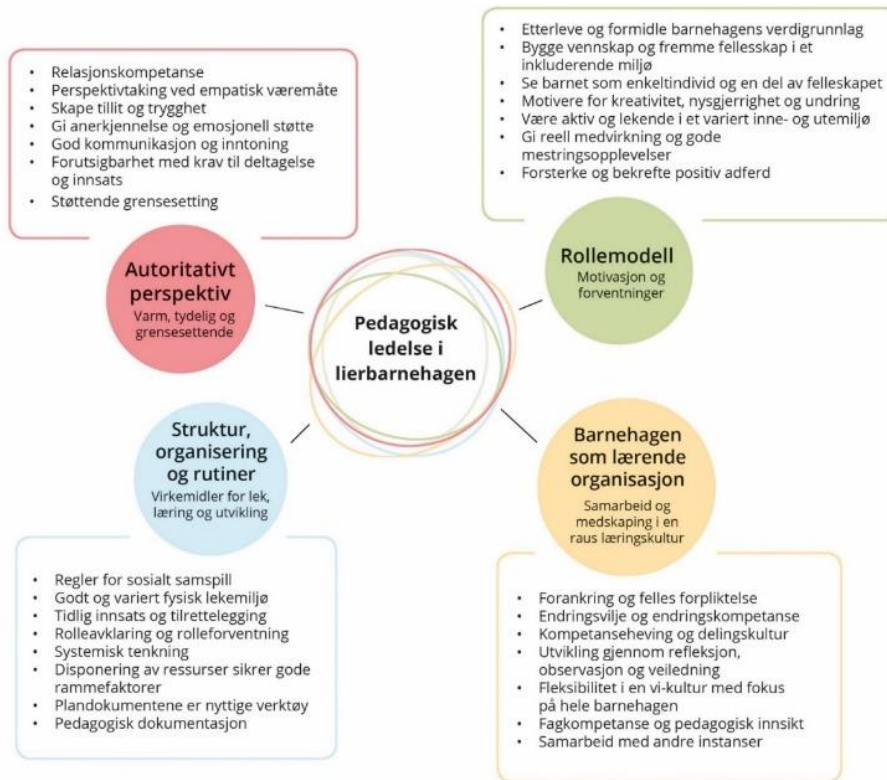 • Relasjonskompetanse
• Perspektivtaking ved empatisk væremåte
• Skape tillit og trygghet
• Gi anerkjennelse og emosjonell støtte
• God kommunikasjon og inntoning
• Forutsigbarhet med krav til deltagelse
og innsats
• Støttende grensesetting
Autoritativt
perspektiv
Varm, tydelig og
grensesettende
• Etterleve og formidle barnehagens verdigrunnlag
• Bygge vennskap og fremme fellesskap i et
inkluderende miljø
• Se barnet som enkeltindivid og en del av felleskapet
• Motivere for kreativitet, nysgjerrighet og undring
• Være aktiv og lekende i et variert inne- og utemiljø
• Gi reell medvirkning og gode
mestringsopplevelser
• Forsterke og bekrefte positiv adferd
Rollemodell
Motivasjon og
forventninger
Pedagogisk
ledelse i
lierbarnehagen
Struktur,
organisering
og rutiner
Virkemidler for lek,
læring og utvikling
• Regler for sosialt samspill
• Godt og variert fysisk lekemiljø
• Tidlig innsats og tilrettelegging
• Rolleavklaring og rolleforventning
• Systemisk tenkning
• Disponering av ressurser sikrer gode
rammefaktorer
• Plandokumentene er nyttige verktøy
• Pedagogisk dokumentasjon
Barnehagen
som lærende
organisasjon
Samarbeid og
medskaping i en
raus læringskultur
• Forankring og felles forpliktelse
• Endringsvilje og endringskompetanse
• Kompetanseheving og delingskultur
• Utvikling gjennom refleksjon,
observasjon og veiledning
• Fleksibilitet i en vi-kultur med fokus
på hele barnehagen
• Fagkompetanse og pedagogisk innsikt
• Samarbeid med andre instanser